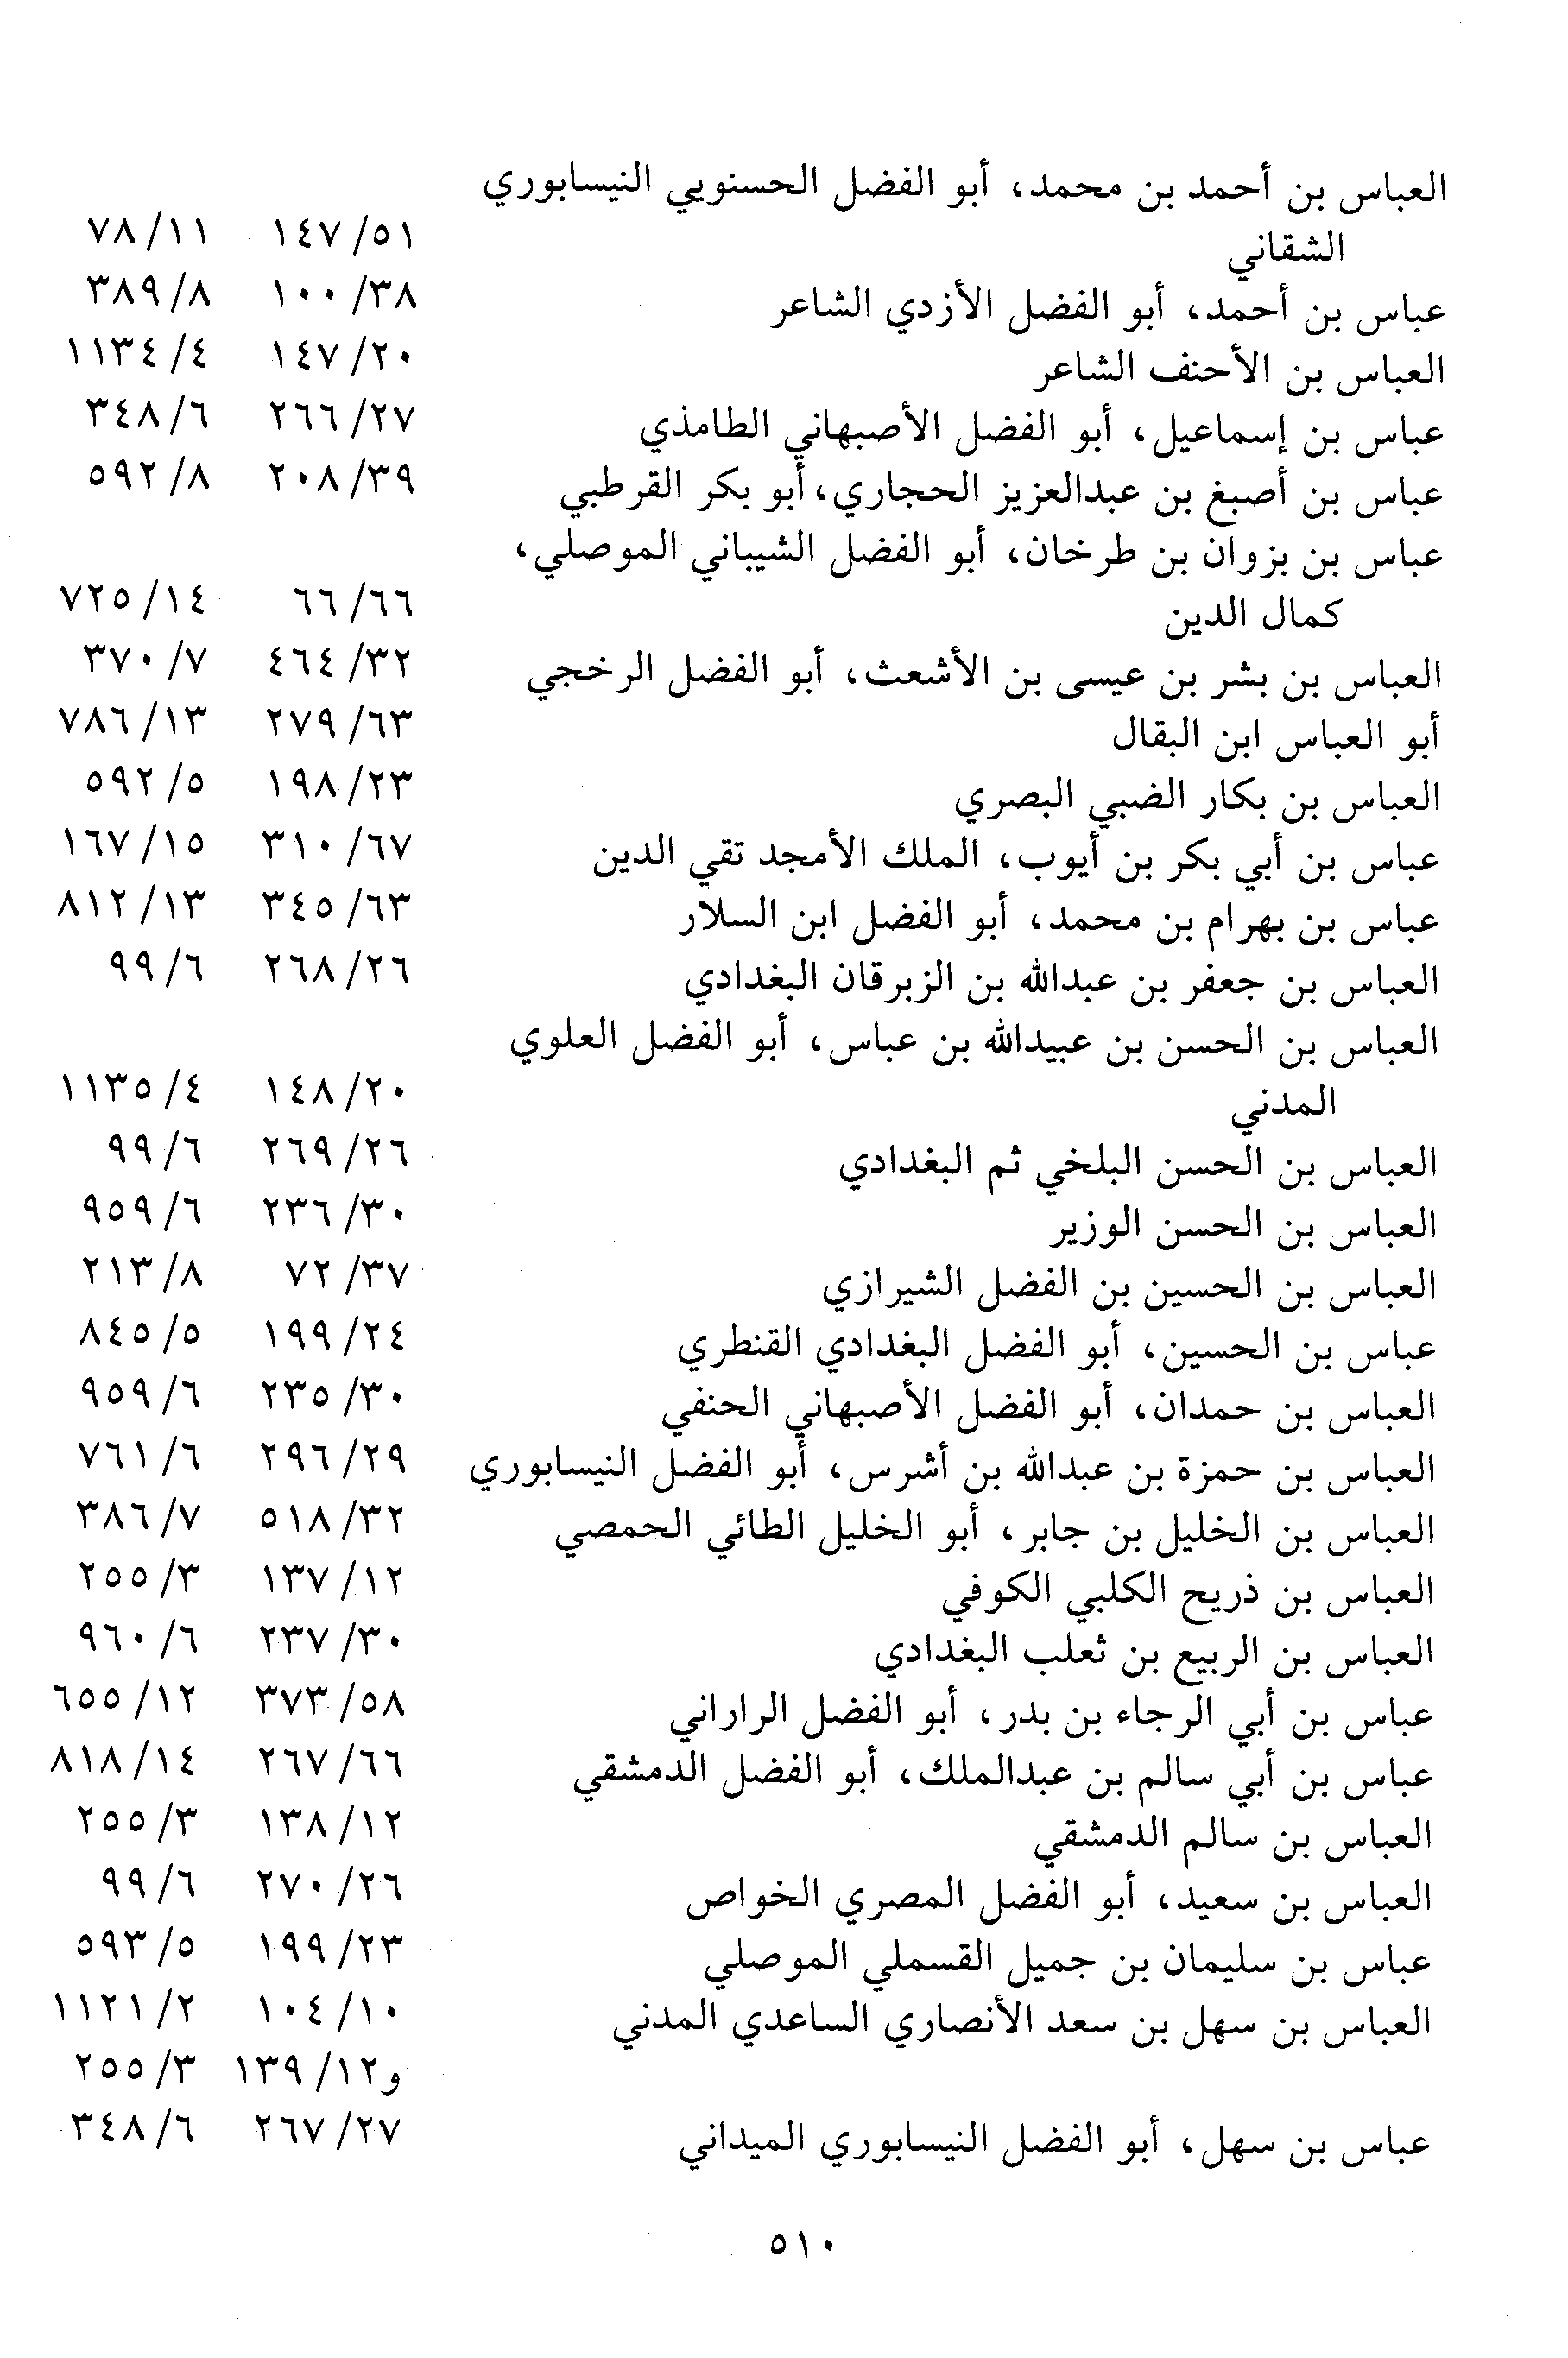 العباس بن أحمد بن محمد، أبو الفضل الحسنويي النيسابوري
الشقاني ٥١/ ١٤٧ ١١/ ٧٨
عباس بن أحمد، أبو الفضل الأزدي الشاعر ٣٨/ ١٠٠ ٨/ ٣٨٩
العباس بن الأحنف الشاعر ٢٠/ ١٤٧ ٤/ ١١٣٤
عباس بن إسماعيل، أبو الفضل الأصبهاني الطامذي ٢٧/ ٢٦٦ ٦/ ٣٤٨
عباس بن أصبغ بن عبدالعزيز الحجاري، أبو بكر القرطبي ٣٩/ ٢٠٨ ٨/ ٥٩٢
عباس بن بزوان بن طرخان، أبو الفضل الشيباني الموصلي،
كمال الدين ٦٦/ ٦٦ ١٤/ ٧٢٥
العباس بن بشر بن عيسى بن الأشعث، أبو الفضل الرخجي ٣٢/ ٤٦٤ ٧/ ٣٧٠
أبو العباس ابن البقال ٦٣/ ٢٧٩ ١٣/ ٧٨٦
العباس بن بكار الضبي البصري ٢٣/ ١٩٨ ٥/ ٥٩٢
عباس بن أبي بكر بن أيوب، الملك الأمجد تقي الدين ٦٧/ ٣١٠ ١٥/ ١٦٧
عباس بن بهرام بن محمد، أبو الفضل ابن السلار ٦٣/ ٣٤٥ ١٣/ ٨١٢
العباس بن جعفر بن عبدالله بن الزبرقان البغدادي ٢٦/ ٢٦٨ ٦/ ٩٩
العباس بن الحسن بن عبيدالله بن عباس، أبو الفضل العلوي
المدني ٢٠/ ١٤٨ ٤/ ١١٣٥
العباس بن الحسن البلخي ثم البغدادي ٢٦/ ٢٦٩ ٦/ ٩٩
العباس بن الحسن الوزير ٣٠/ ٢٣٦ ٦/ ٩٥٩
العباس بن الحسين بن الفضل الشيرازي ٣٧/ ٧٢ ٨/ ٢١٣
عباس بن الحسين، أبو الفضل البغدادي القنطري ٢٤/ ١٩٩ ٥/ ٨٤٥
العباس بن حمدان، أبو الفضل الأصبهاني الحنفي ٣٠/ ٢٣٥ ٦/ ٩٥٩
العباس بن حمزة بن عبدالله بن أشرس، أبو الفضل النيسابوري ٢٩/ ٢٩٦ ٦/ ٧٦١
العباس بن الخليل بن جابر، أبو الخليل الطائي الحمصي ٣٢/ ٥١٨ ٧/ ٣٨٦
العباس بن ذريح الكلبي الكوفي ١٢/ ١٣٧ ٣/ ٢٥٥
العباس بن الربيع بن ثعلب البغدادي ٣٠/ ٢٣٧ ٦/ ٩٦٠
عباس بن أبي الرجاء بن بدر، أبو الفضل الراراني ٥٨/ ٣٧٣ ١٢/ ٦٥٥
عباس بن أبي سالم بن عبدالملك، أبو الفضل الدمشقي ٦٦/ ٢٦٧ ١٤/ ٨١٨
العباس بن سالم الدمشقي ١٢/ ١٣٨ ٣/ ٢٥٥
العباس بن سعيد، أبو الفضل المصري الخواص ٢٦/ ٢٧٠ ٦/ ٩٩
عباس بن سليمان بن جميل القسملي الموصلي ٢٣/ ١٩٩ ٥/ ٥٩٣
العباس بن سهل بن سعد الأنصاري الساعدي المدني ١٠/ ١٠٤ ٢/ ١١٢١
و١٢/ ١٣٩ ٣/ ٢٥٥
عباس بن سهل، أبو الفضل النيسابوري الميداني ٢٧/ ٢٦٧ ٦/ ٣٤٨
٥١٠